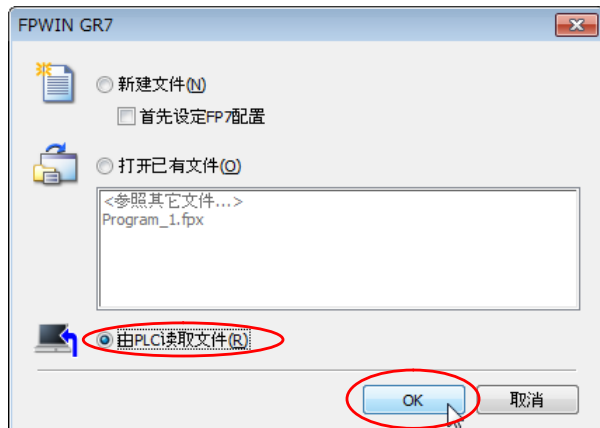 FPWIN GR7
新建文件(N)
首先设定FP7配置
打开已有文件(O)
<参照其它文件...>
Program_1.fpx
由PLC读取文件(R)
OK
取消